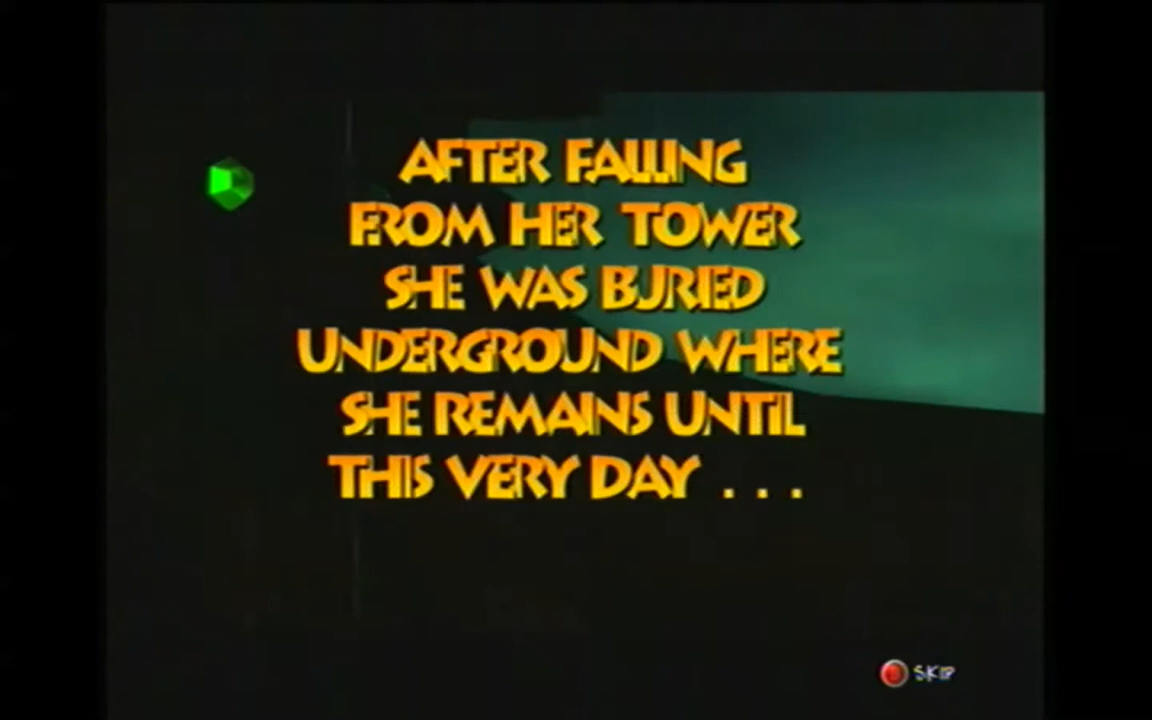 AFTER FALLING
FROM HER TOWER
SHE WAS BURIED
UNDERGROUND WHERE
SHE REMAINS UNTIL
THIS VERY DAY . . .
B SKIP